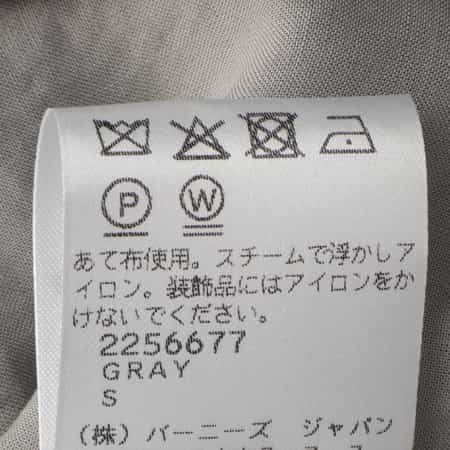 P W
あて布使用。スチームで浮かしア
イロン。装飾品にはアイロンをか
けないでください。
2256677
GRAY
S
(株) バーニーズ ジャパン